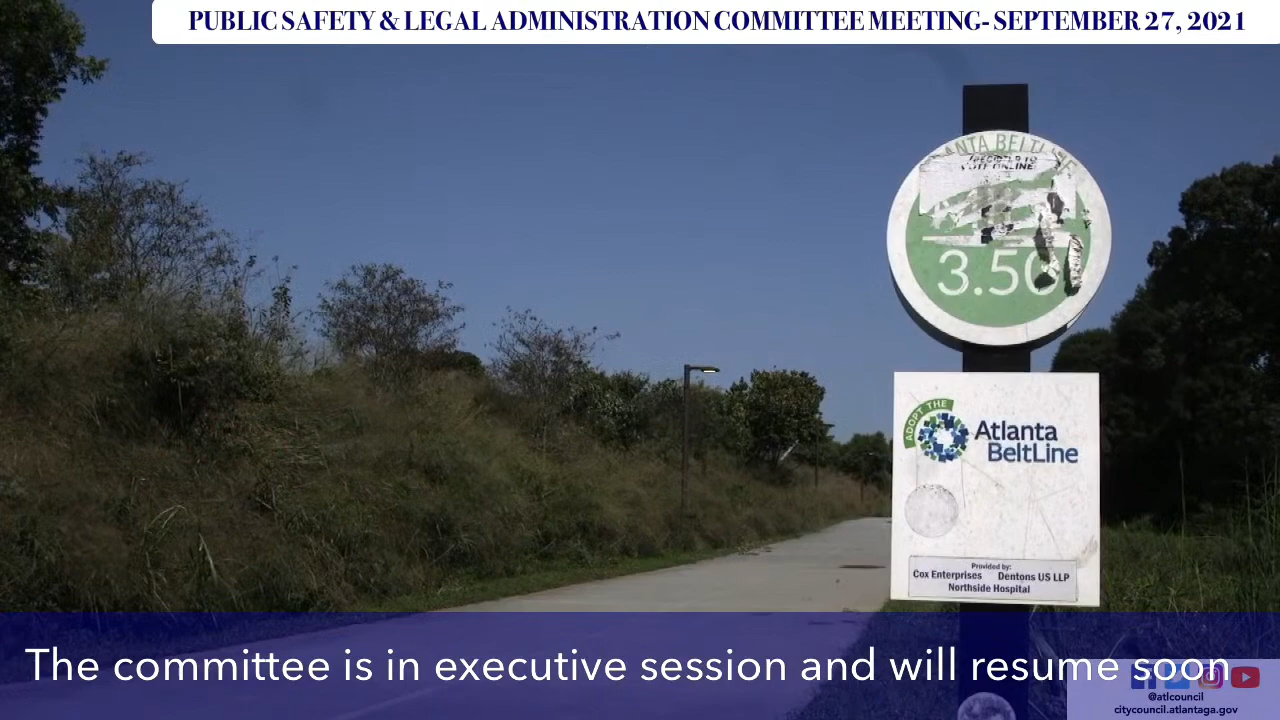 PUBLIC SAFETY & LEGAL ADMINISTRATION COMMITTEE MEETING- SEPTEMBER 27, 2021
3.50
ADOPT THE
Atlanta
BeltLine
Provided by:
Cox Enterprises Dentons US LLP
Northside Hospital
The committee is in executive session and will resume soon
@atlcouncil
citycouncil.atlantaga.gov